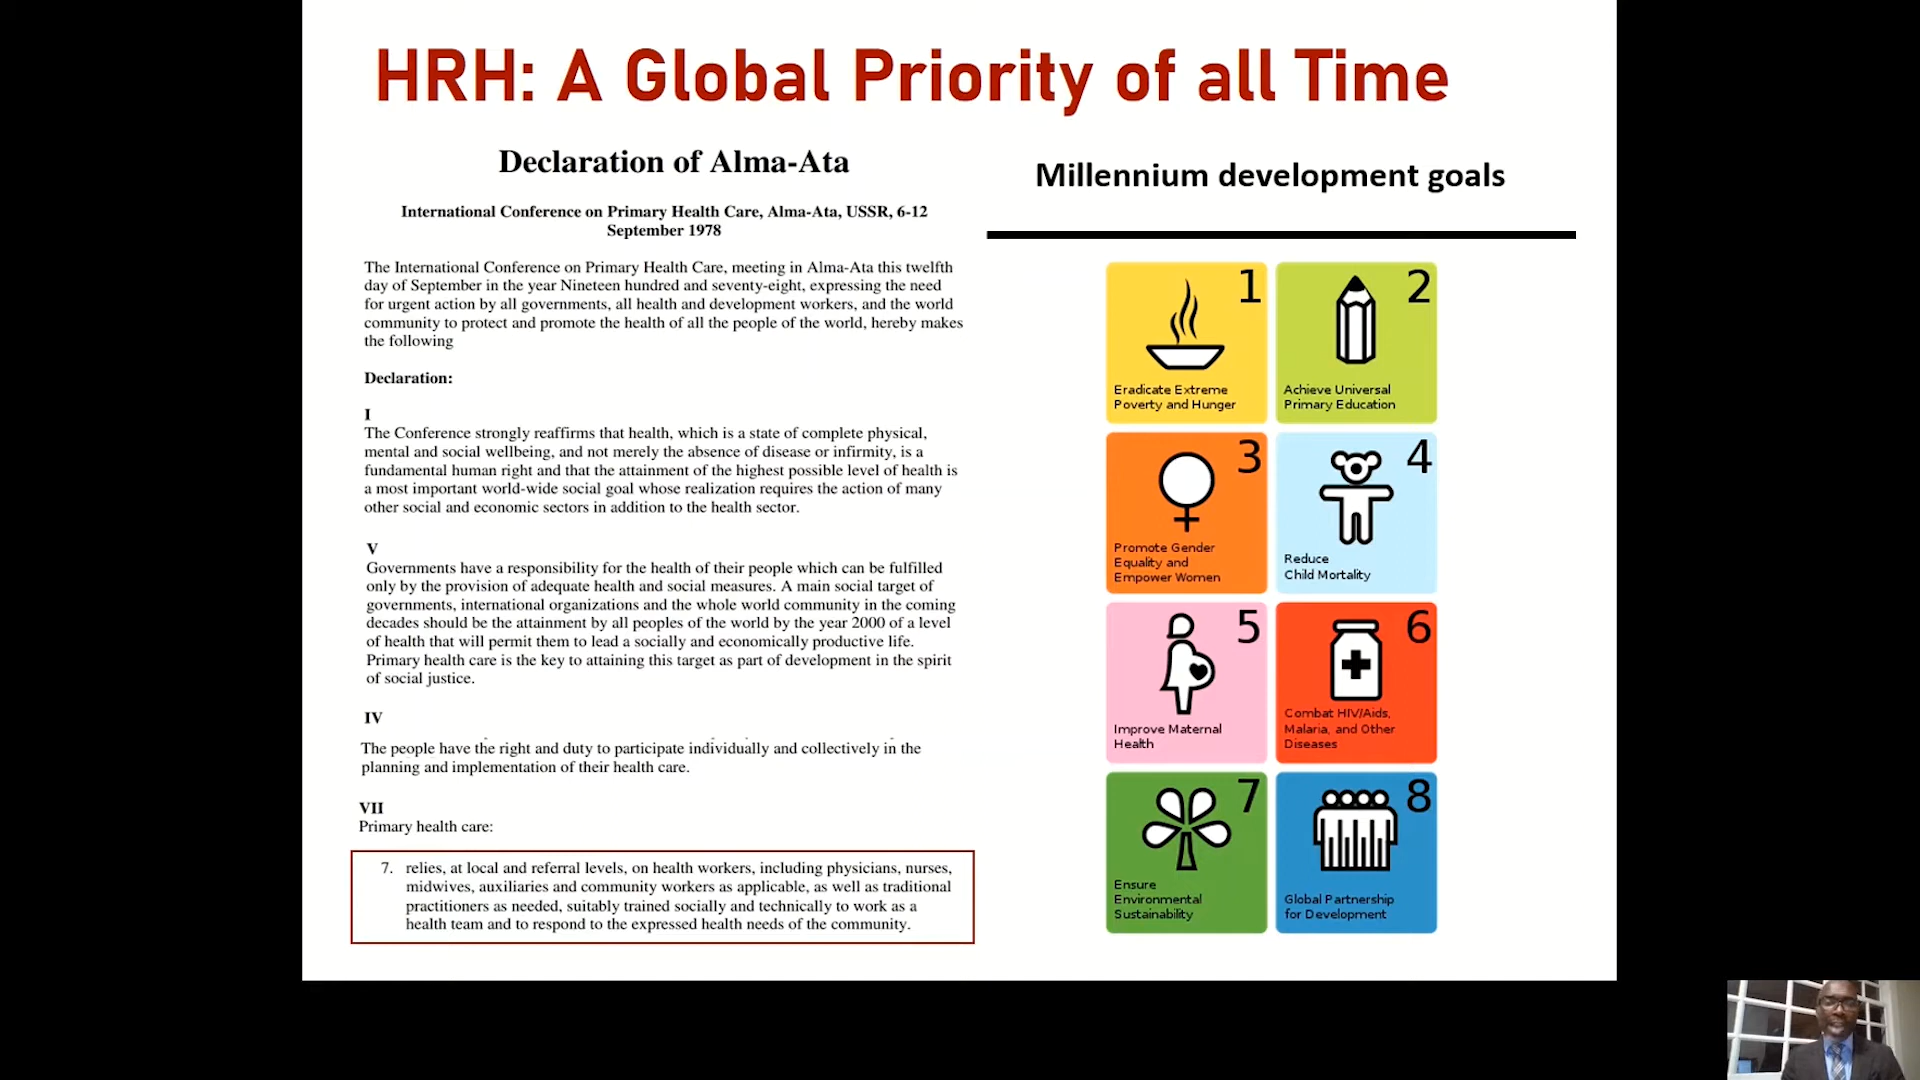 HRH: A Global Priority of all Time
Declaration of Alma-Ata
International Conference on Primary Health Care, Alma-Ata, USSR, 6-12
September 1978
The International Conference on Primary Health Care, meeting in Alma-Ata this twelfth
day of September in the year Nineteen hundred and seventy-eight, expressing the need
for urgent action by all governments, all health and development workers, and the world
community to protect and promote the health of all the people of the world, hereby makes
the following
Declaration:
I
The Conference strongly reaffirms that health, which is a state of complete physical,
mental and social wellbeing, and not merely the absence of disease or infirmity, is a
fundamental human right and that the attainment of the highest possible level of health is
a most important world-wide social goal whose realization requires the action of many
other social and economic sectors in addition to the health sector.
V
Governments have a responsibility for the health of their people which can be fulfilled
only by the provision of adequate health and social measures. A main social target of
governments, international organizations and the whole world community in the coming
decades should be the attainment by all peoples of the world by the year 2000 of a level
of health that will permit them to lead a socially and economically productive life.
Primary health care is the key to attaining this target as part of development in the spirit
of social justice.
IV
The people have the right and duty to participate individually and collectively in the
planning and implementation of their health care.
VII
Primary health care:
7. relies, at local and referral levels, on health workers, including physicians, nurses,
midwives, auxiliaries and community workers as applicable, as well as traditional
practitioners as needed, suitably trained socially and technically to work as a
health team and to respond to the expressed health needs of the community.
Millennium development goals
1
Eradicate Extreme
Poverty and Hunger
2
Achieve Universal
Primary Education
3
Promote Gender
Equality and
Empower Women
4
Reduce
Child Mortality
5
Improve Maternal
Health
6
Combat HIV/Aids,
Malaria, and Other
Diseases
7
Ensure
Environmental
Sustainability
8
Global Partnership
for Development